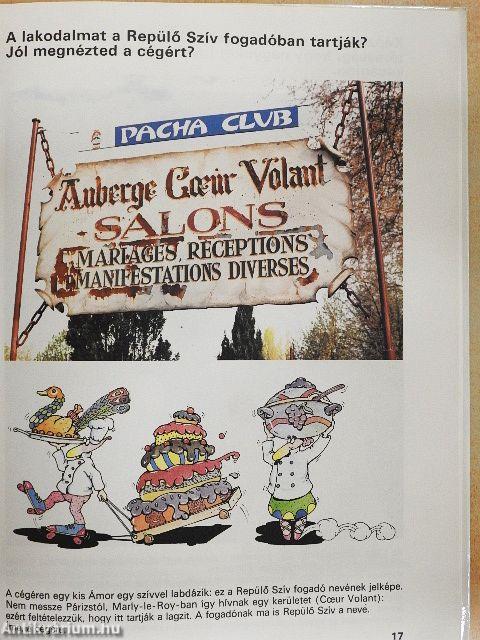 A lakodalmat a Repülő Szív fogadóban tartják?
Jól megnézted a cégért?
PACHA CLUB
Auberge Cœur Volant
SALONS
MARIAGES, RECEPTIONS
MANIFESTATIONS DIVERSES
A cégéren egy kis Ámor egy szívvel labdázik: ez a Repülő Szív fogadó nevének jelképe.
Nem messze Párizstól, Marly-le-Roy-ban így hívnak egy kerületet (Cœur Volant):
ezért feltételezzük, hogy itt tartják a lagzit. A fogadónak ma is Repülő Szív a neve.
Antikvarium.hu
17